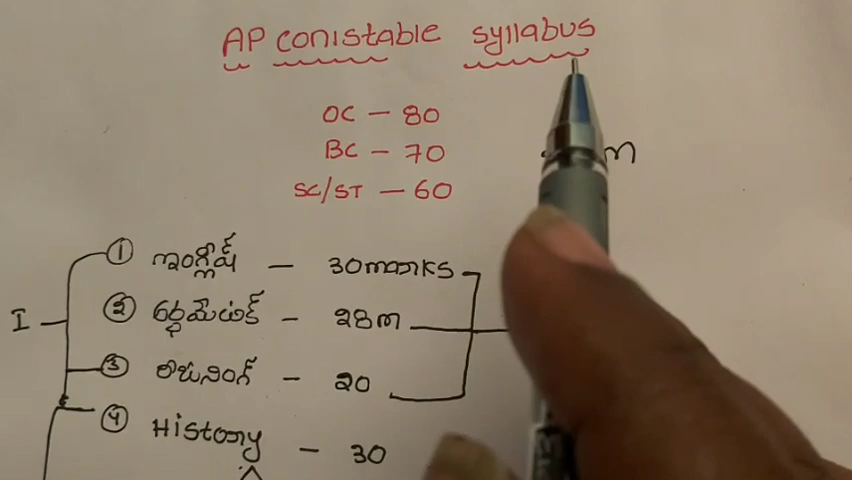 AP conistable syllabus
OC - 80
BC - 70
SC/ST - 60
I
① ఇంగ్లీష్ - 30marks
② అర్థమేటిక్ - 28m
③ రీజనింగ్ - 20
④ History - 30